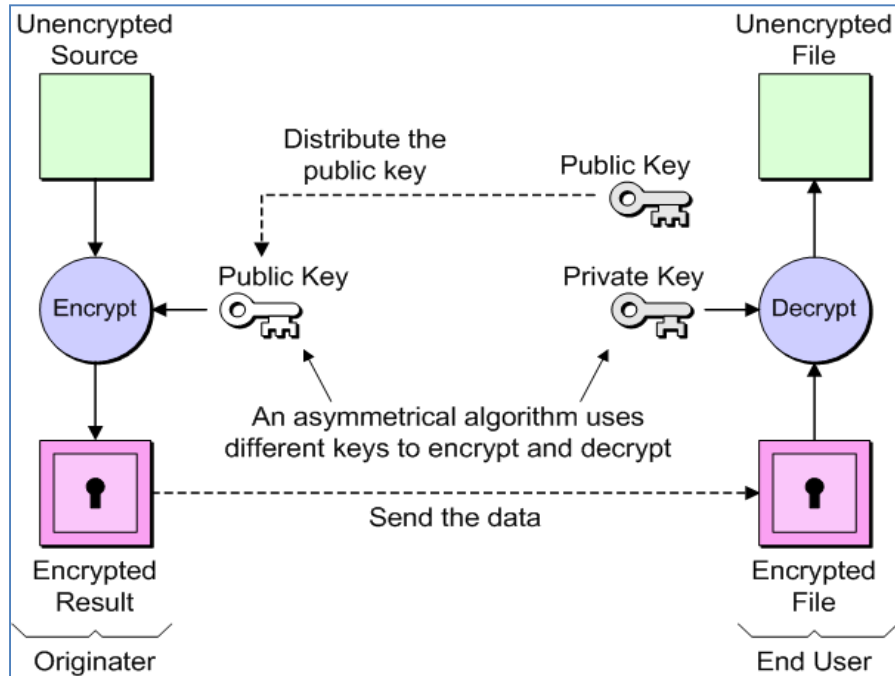 Unencrypted
Source
Unencrypted
File
Distribute the
public key
Public Key
Public Key
Private Key
Encrypt
Decrypt
An asymmetrical algorithm uses
different keys to encrypt and decrypt
Send the data
Encrypted
Result
Encrypted
File
Originater
End User